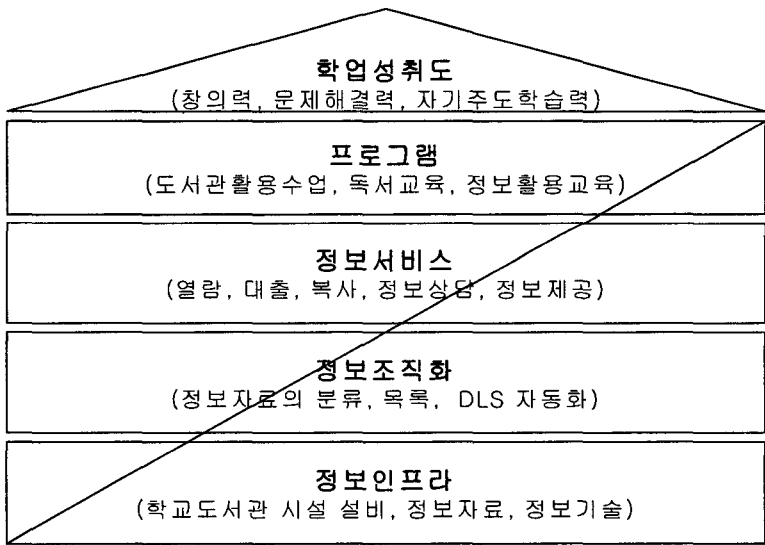 학업성취도
(창의력, 문제해결력, 자기주도학습력)
프로그램
(도서관활용수업, 독서교육, 정보활용교육)
정보서비스
(열람, 대출, 복사, 정보상담, 정보제공)
정보조직화
(정보자료의 분류, 목록, DLS 자동화)
정보인프라
(학교도서관 시설 설비, 정보자료, 정보기술)